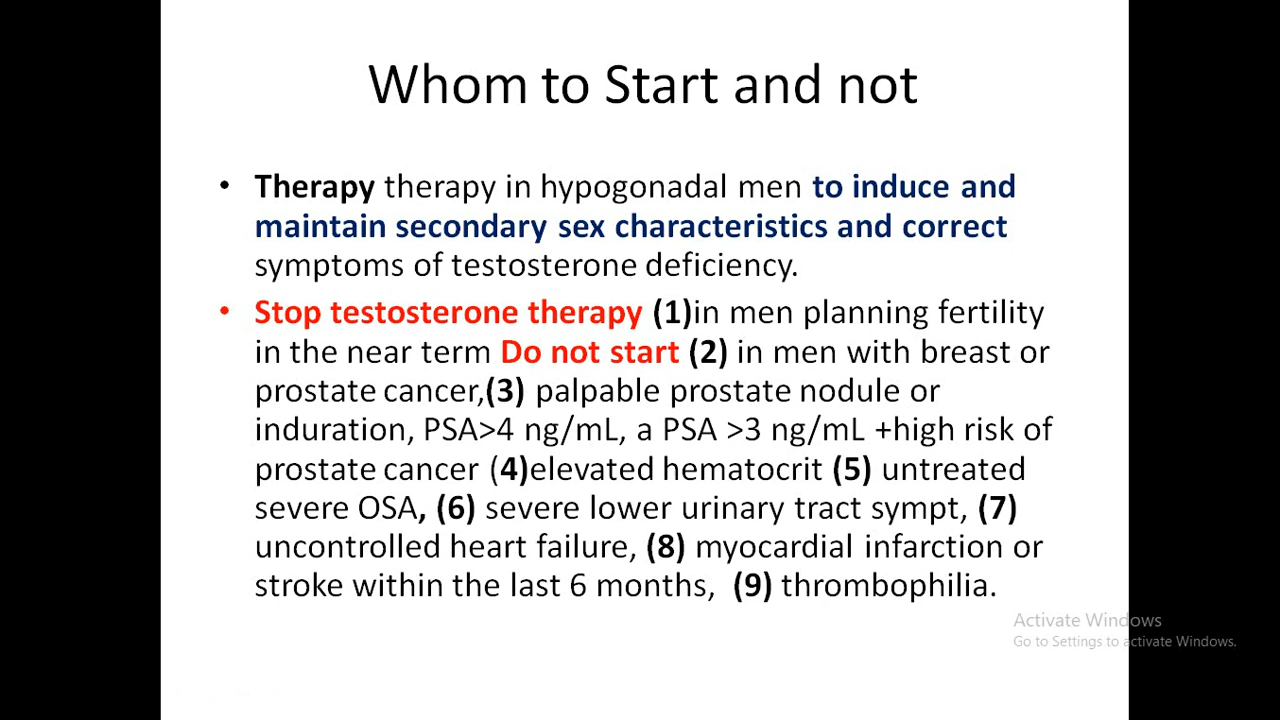 Whom to Start and not
• Therapy therapy in hypogonadal men to induce and
maintain secondary sex characteristics and correct
symptoms of testosterone deficiency.
• Stop testosterone therapy (1)in men planning fertility
in the near term Do not start (2) in men with breast or
prostate cancer,(3) palpable prostate nodule or
induration, PSA>4 ng/mL, a PSA >3 ng/mL +high risk of
prostate cancer (4)elevated hematocrit (5) untreated
severe OSA, (6) severe lower urinary tract sympt, (7)
uncontrolled heart failure, (8) myocardial infarction or
stroke within the last 6 months, (9) thrombophilia.
Activate Windows
Go to Settings to activate Windows.